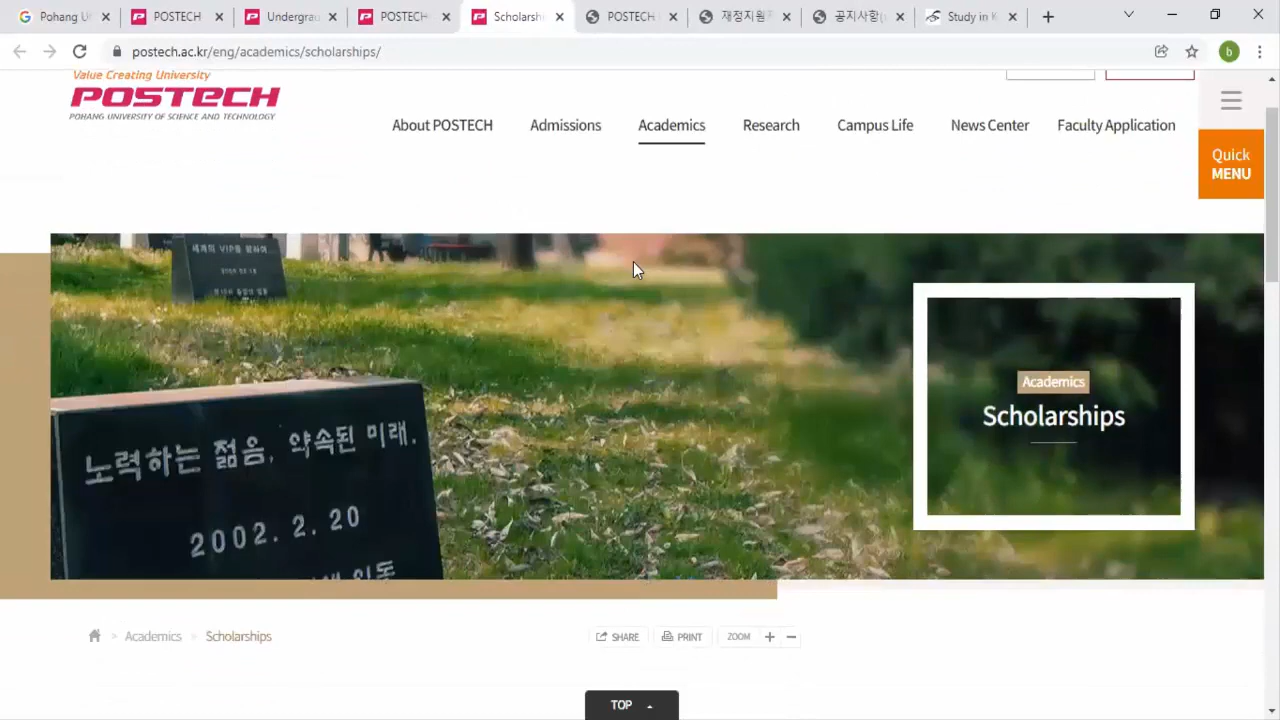 Pohang U
POSTECH
Undergrau
POSTECH
Scholarsh
POSTECH
재정지원
공지사항(
Study in K
postech.ac.kr/eng/academics/scholarships/
b
Value Creating University
POSTECH
POHANG UNIVERSITY OF SCIENCE AND TECHNOLOGY
About POSTECH
Admissions
Academics
Research
Campus Life
News Center
Faculty Application
Quick
MENU
세계의 VIP를 향하여
노력하는 젊음, 약속된 미래.
2002. 2. 20
Academics
Scholarships
> Academics > Scholarships
SHARE
PRINT
ZOOM + −
TOP